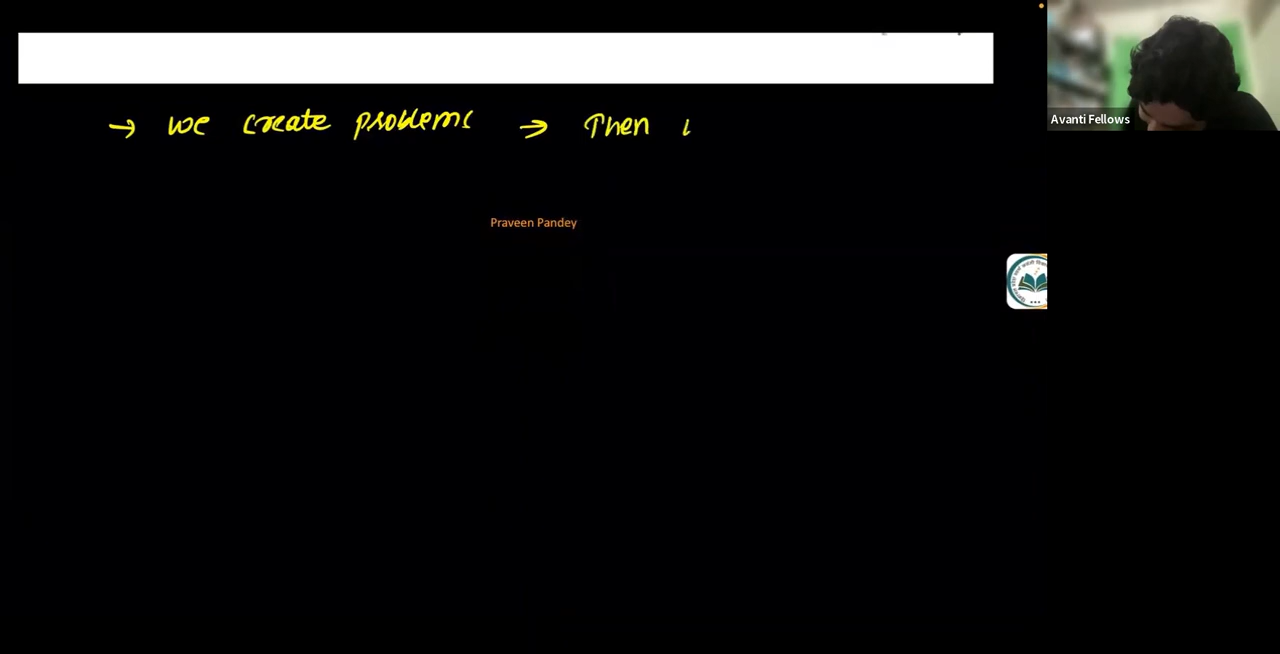 → we create problems ⇒ Then
Avanti Fellows
Praveen Pandey